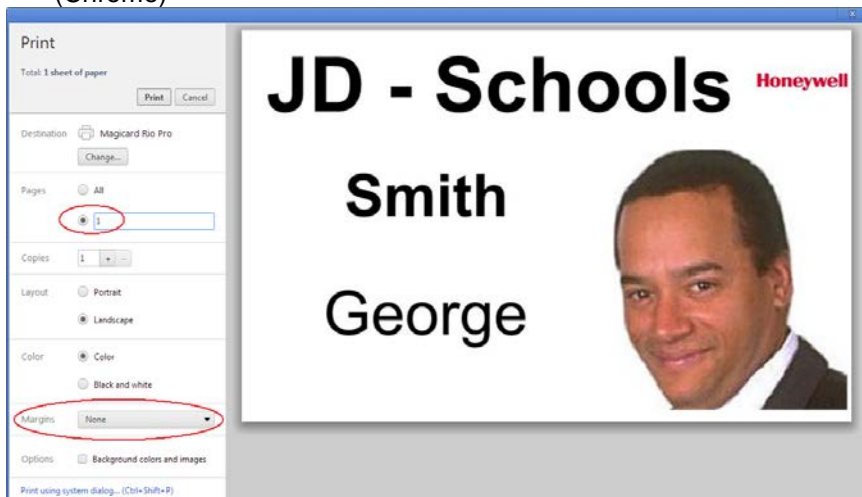 (Chrome)
Print
Total: 1 sheet of paper
Print Cancel
Destination Magicard Rio Pro
Change...
Pages All
1
Copies 1 + -
Layout Portrait
Landscape
Color Color
Black and white
Margins None
Options Background colors and images
Print using system dialog... (Ctrl+Shift+P)
JD - Schools
Honeywell
Smith
George